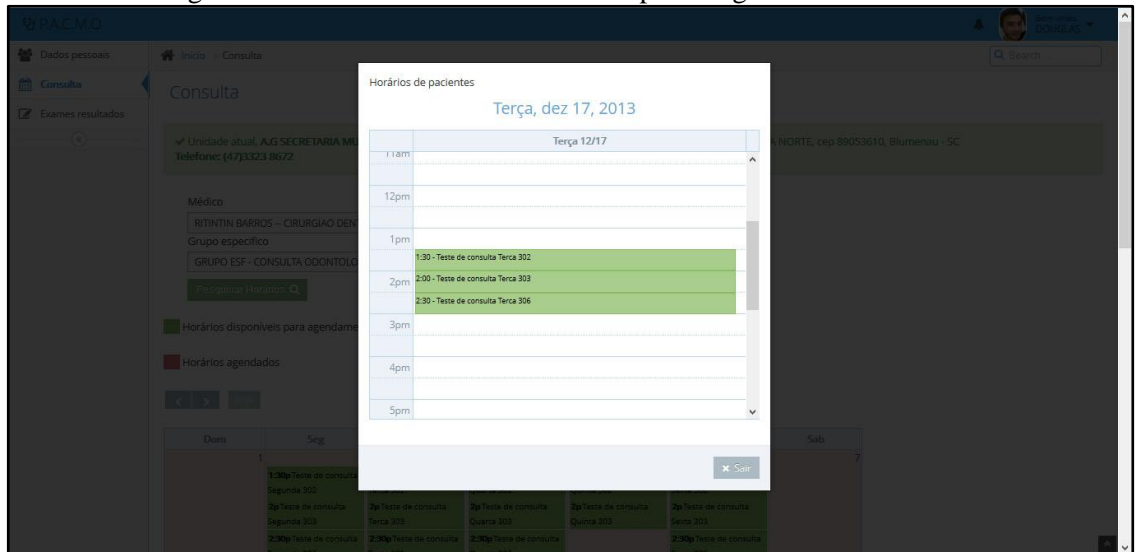 P.A.C.M.O
Bem vindo,
DOUGLAS
Dados pessoais
Início
Consulta
Search ...
Consulta
Exames resultados
Consulta
Unidade atual. A.G SECRETARIA MU
A NORTE, cep 89053610, Blumenau - SC
Telefone: (47)3323 8672
Médico
RITINTIN BARROS -- CIRURGIAO DEN
Grupo especifico
GRUPO ESF - CONSULTA ODONTOLO
Pesquisar Horários
Horários disponíveis para agendame
Horários agendados
Horários de pacientes
Terça, dez 17, 2013
Terça 12/17
11am
12pm
1pm
1:30 - Teste de consulta Terca 302
2pm
2:00 - Teste de consulta Terca 303
2:30 - Teste de consulta Terca 306
3pm
4pm
5pm
Sair
Dom
Seg
Sab
1
7
1:30p Teste de consulta
Segunda 302
2p Teste de consulta
Segunda 303
2p Teste de consulta
Terca 303
2p Teste de consulta
Quarta 303
2p Teste de consulta
Quinta 303
2p Teste de consulta
Sexta 303
2:30p Teste de consulta
2:30p Teste de consulta
2:30p Teste de consulta
2:30p Teste de consulta